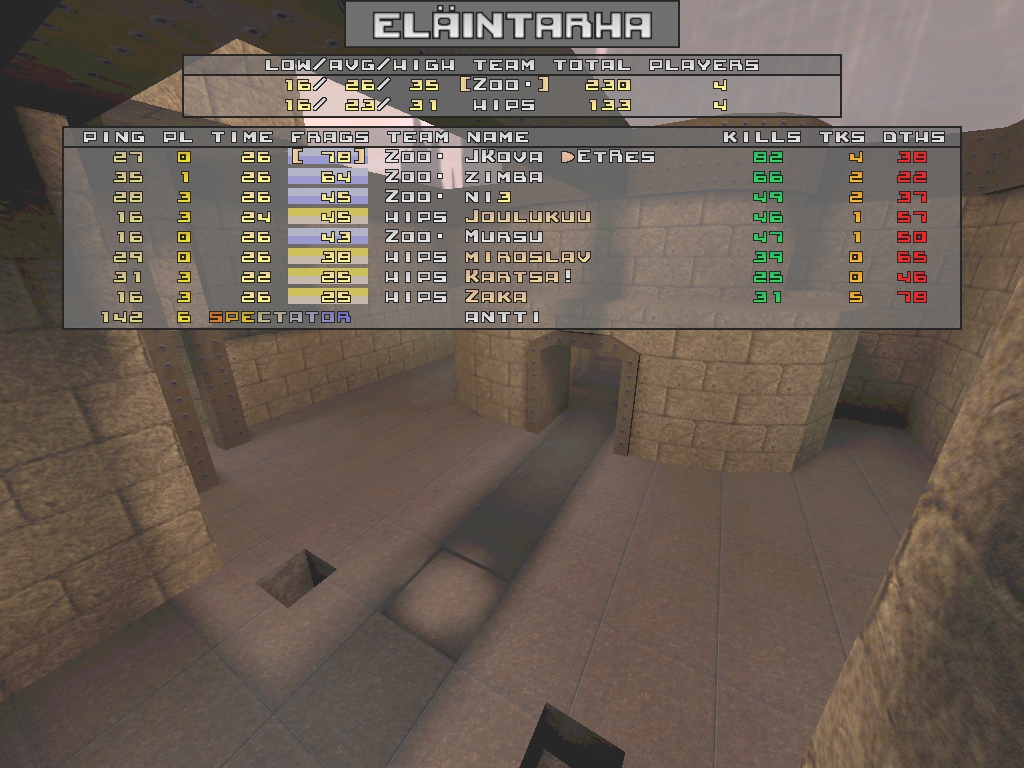 ELÄINTARHA
LOW/AVG/HIGH TEAM TOTAL PLAYERS
16/ 26/ 35 [ZOO·] 230 4
16/ 23/ 31 HIPS 133 4
PING PL TIME FRAGS TEAM NAME KILLS TKS DTHS
27 0 26 [ 78] ZOO· JKOVA DETRES 82 4 38
35 1 26 64 ZOO· ZIMBA 66 2 22
28 3 26 45 ZOO· NI3 49 2 37
16 3 24 45 HIPS JOULUKUU 46 1 57
16 0 26 43 ZOO· MURSU 47 1 50
29 0 26 38 HIPS MIROSLAV 39 0 65
31 3 22 25 HIPS KARTSA! 25 0 46
16 3 26 25 HIPS ZAKA 31 5 78
142 6 SPECTATOR ANTTI